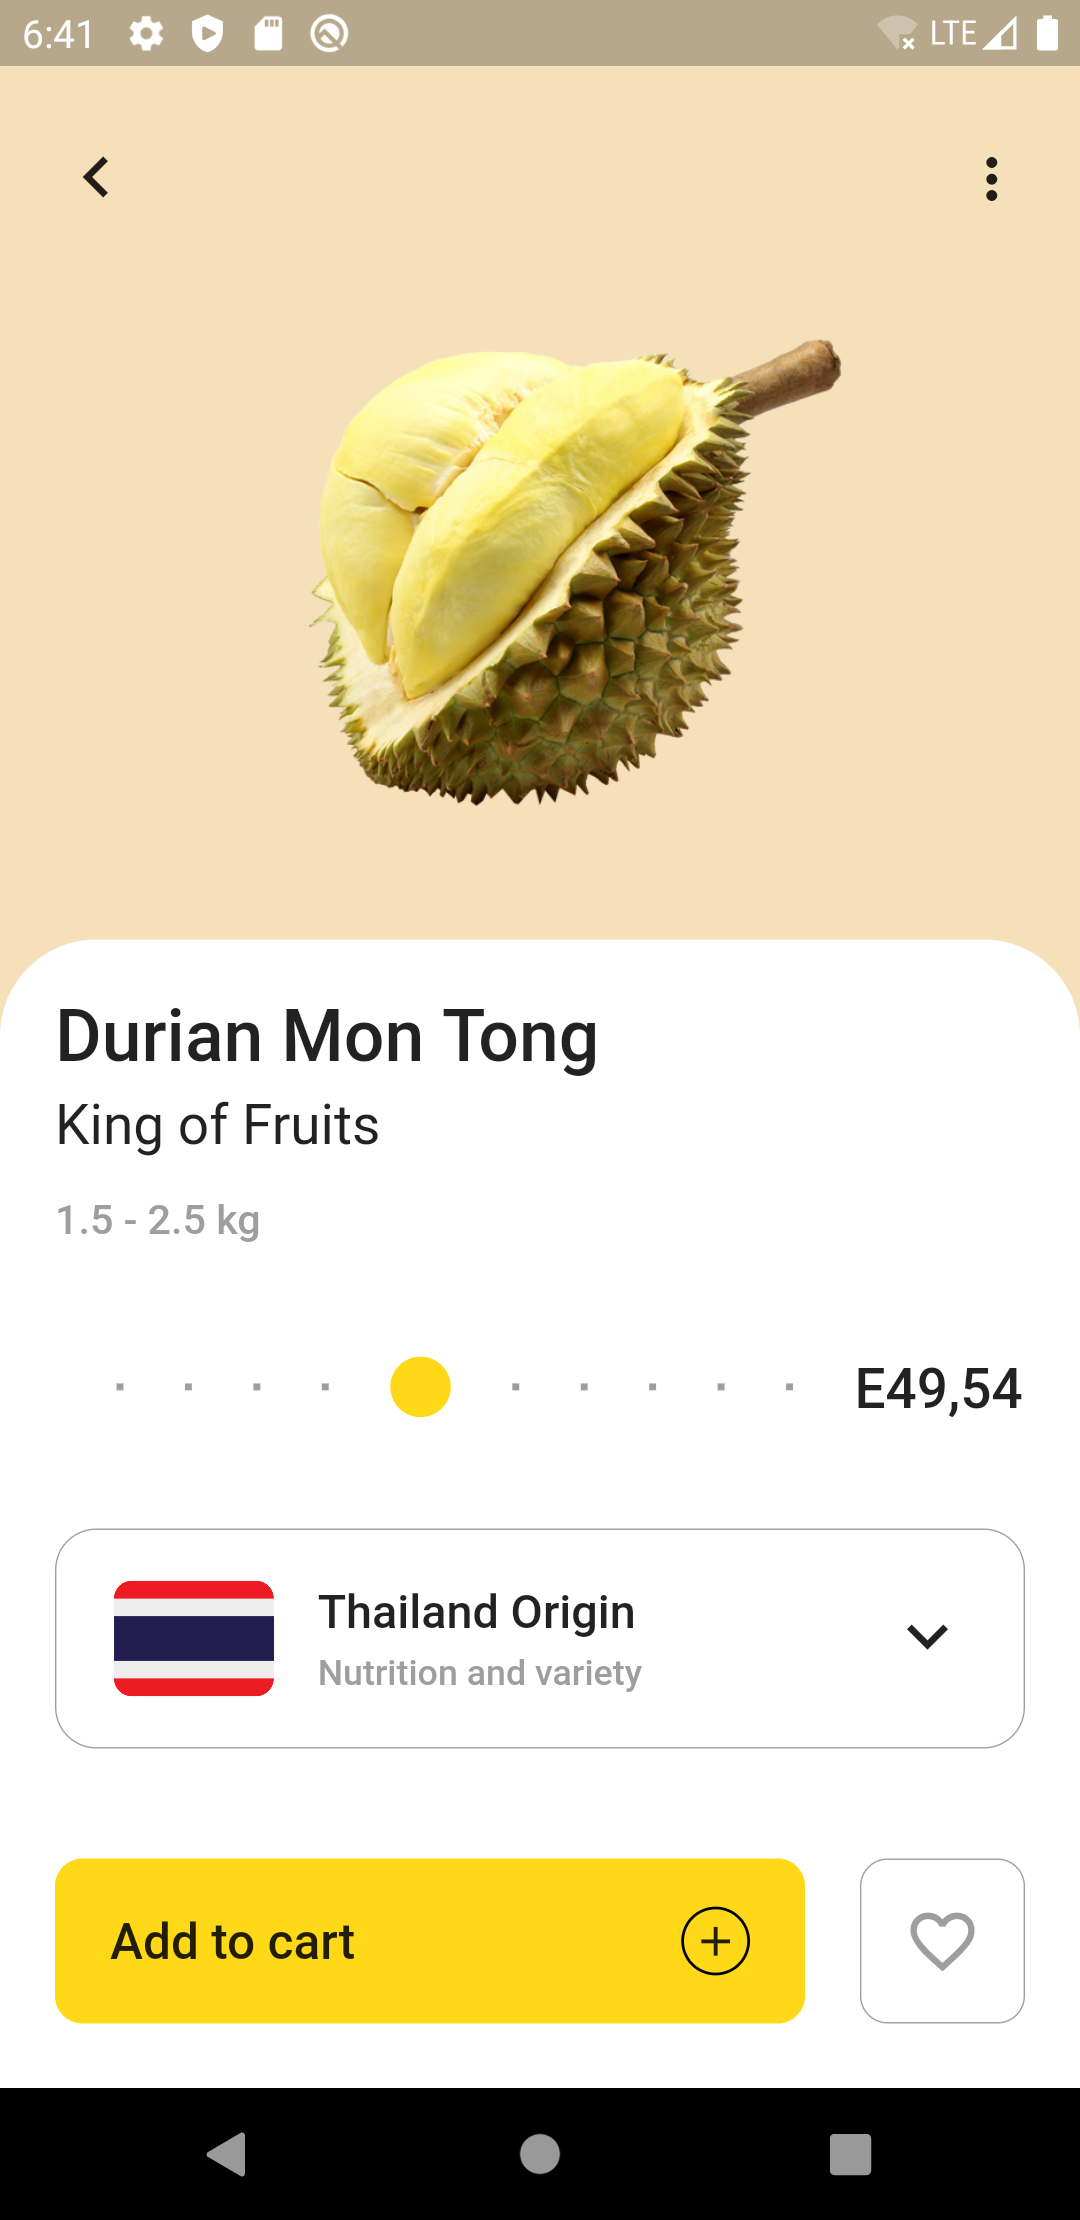 6:41
LTE
Durian Mon Tong
King of Fruits
1.5 - 2.5 kg
E49,54
Thailand Origin
Nutrition and variety
Add to cart